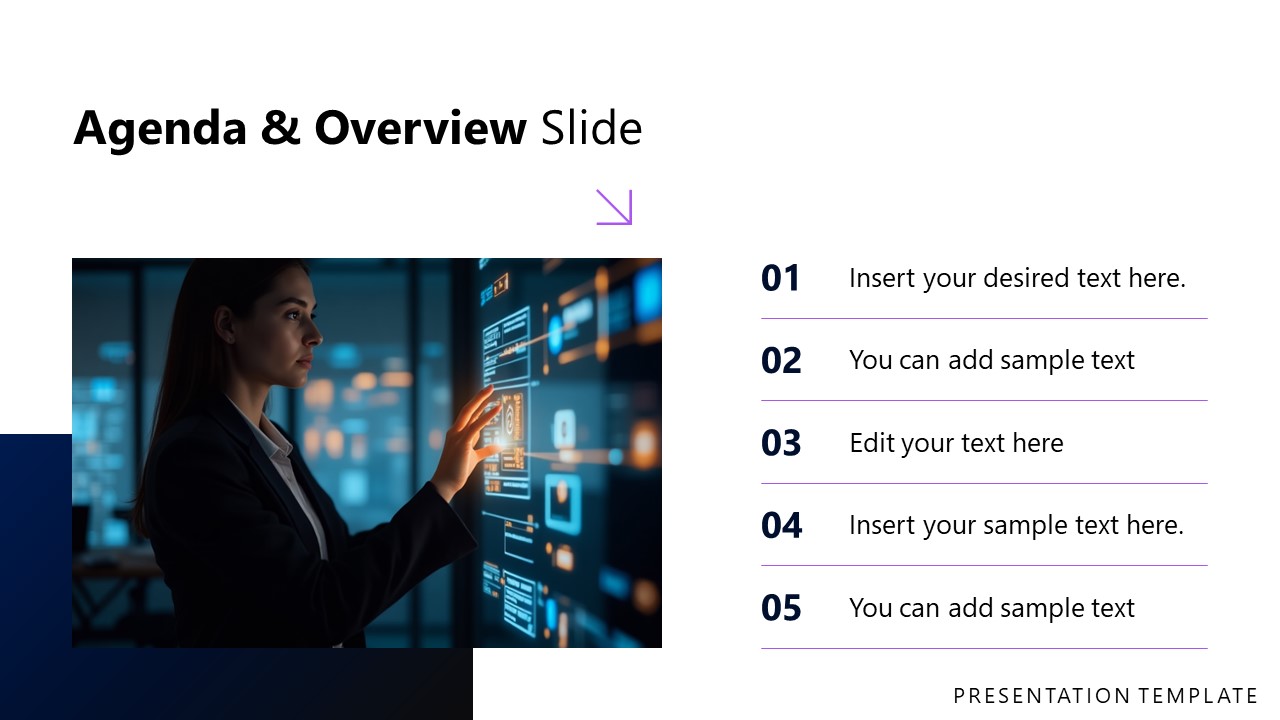 Agenda & Overview Slide
01 Insert your desired text here.
02 You can add sample text
03 Edit your text here
04 Insert your sample text here.
05 You can add sample text
PRESENTATION TEMPLATE